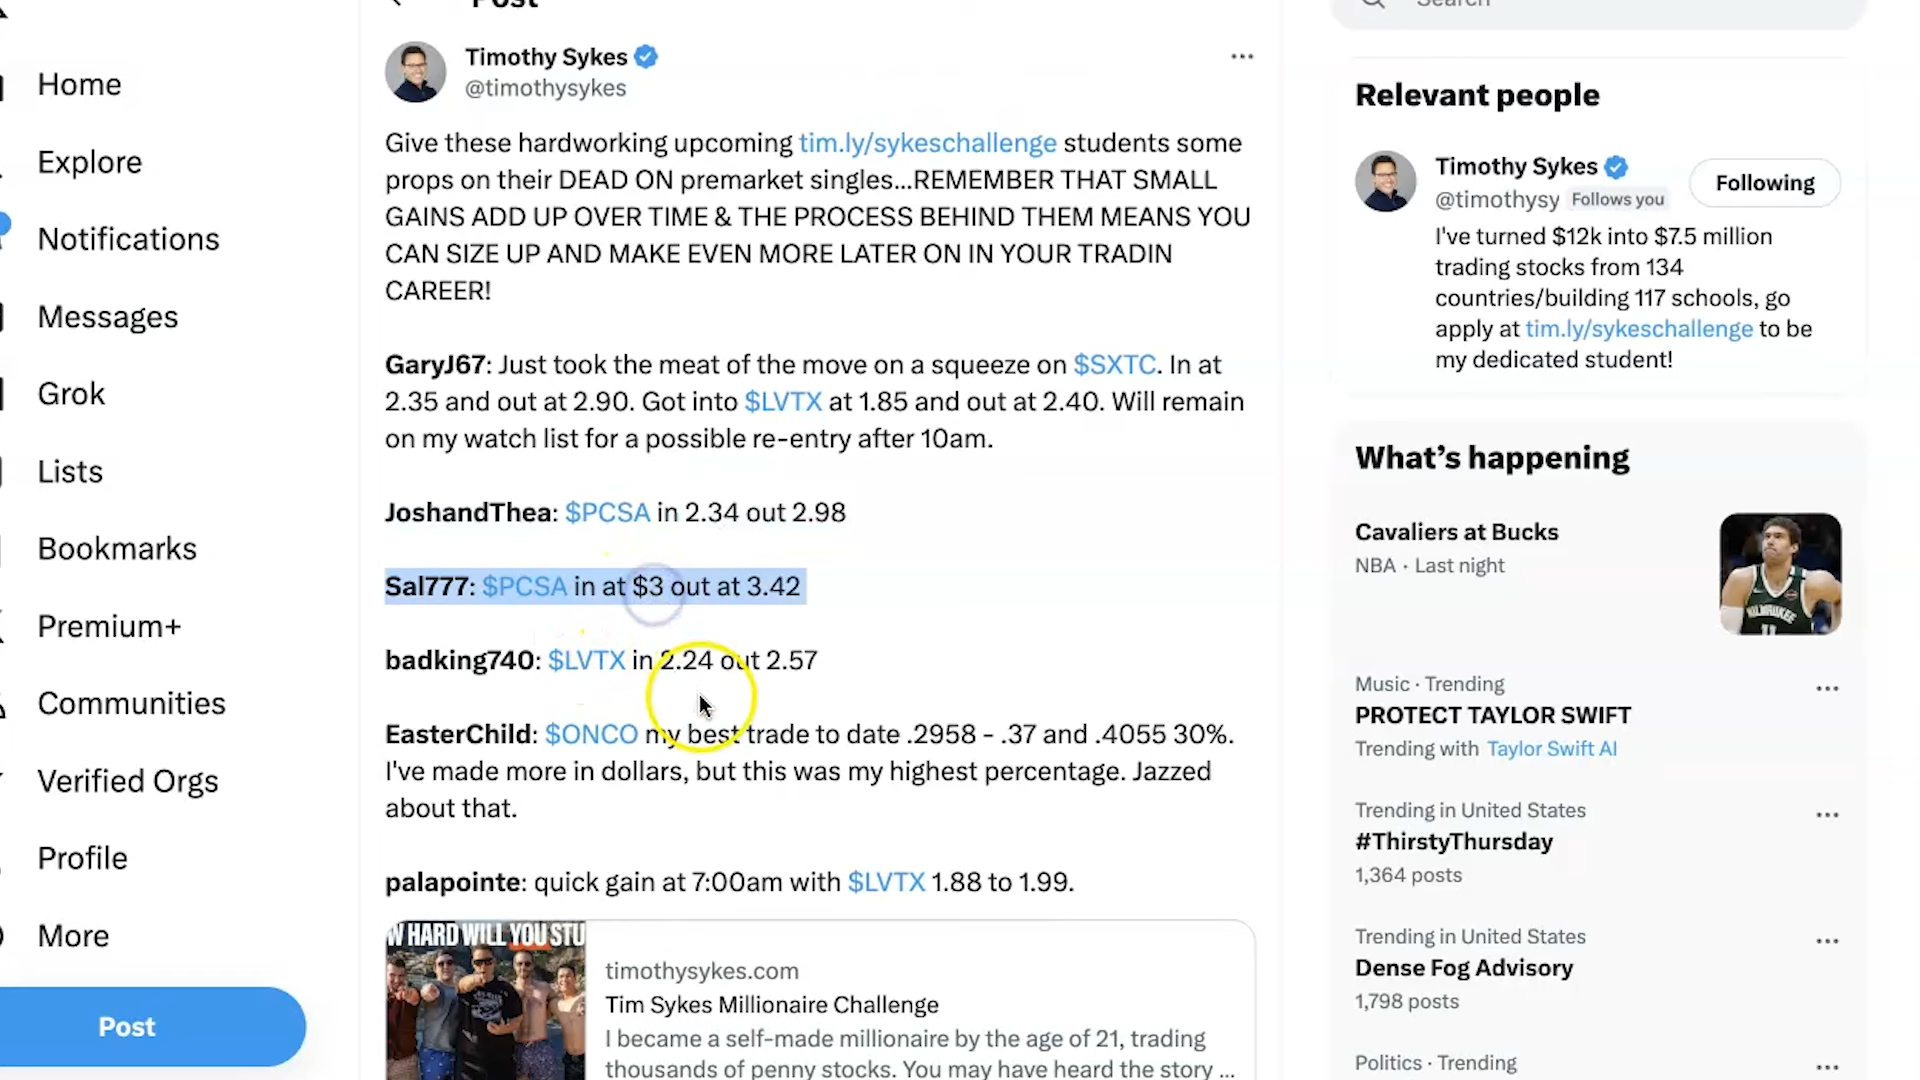 Post
Search
Home
Explore
Notifications
Messages
Grok
Lists
Bookmarks
Premium+
Communities
Verified Orgs
Profile
More
Post
Timothy Sykes
@timothysykes
Give these hardworking upcoming tim.ly/sykeschallenge students some
props on their DEAD ON premarket singles...REMEMBER THAT SMALL
GAINS ADD UP OVER TIME & THE PROCESS BEHIND THEM MEANS YOU
CAN SIZE UP AND MAKE EVEN MORE LATER ON IN YOUR TRADIN
CAREER!
GaryJ67: Just took the meat of the move on a squeeze on $SXTC. In at
2.35 and out at 2.90. Got into $LVTX at 1.85 and out at 2.40. Will remain
on my watch list for a possible re-entry after 10am.
JoshandThea: $PCSA in 2.34 out 2.98
Sal777: $PCSA in at $3 out at 3.42
badking740: $LVTX in 2.24 out 2.57
EasterChild: $ONCO my best trade to date .2958 - .37 and .4055 30%.
I've made more in dollars, but this was my highest percentage. Jazzed
about that.
palapointe: quick gain at 7:00am with $LVTX 1.88 to 1.99.
W HARD WILL YOU STU
timothysykes.com
Tim Sykes Millionaire Challenge
I became a self-made millionaire by the age of 21, trading
thousands of penny stocks. You may have heard the story ...
Relevant people
Timothy Sykes
@timothysy Follows you
Following
I've turned $12k into $7.5 million
trading stocks from 134
countries/building 117 schools, go
apply at tim.ly/sykeschallenge to be
my dedicated student!
What's happening
Cavaliers at Bucks
NBA · Last night
MILWAUKEE
11
Music · Trending
PROTECT TAYLOR SWIFT
Trending with Taylor Swift AI
Trending in United States
#ThirstyThursday
1,364 posts
Trending in United States
Dense Fog Advisory
1,798 posts
Politics · Trending